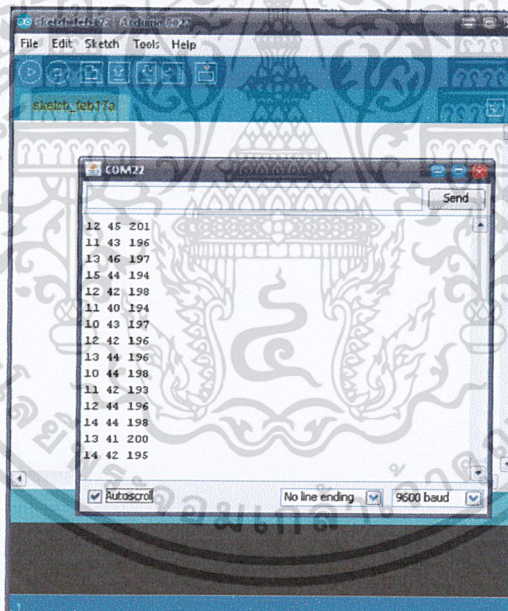 File Edit Sketch Tools Help
sketch_feb17a
COM22
Send
12 45 201
11 43 196
13 46 197
15 44 194
12 42 198
11 40 194
10 43 197
12 42 196
13 44 196
10 44 198
11 42 193
12 44 196
14 44 198
13 41 200
14 42 195
Autoscroll
No line ending
9600 baud
1